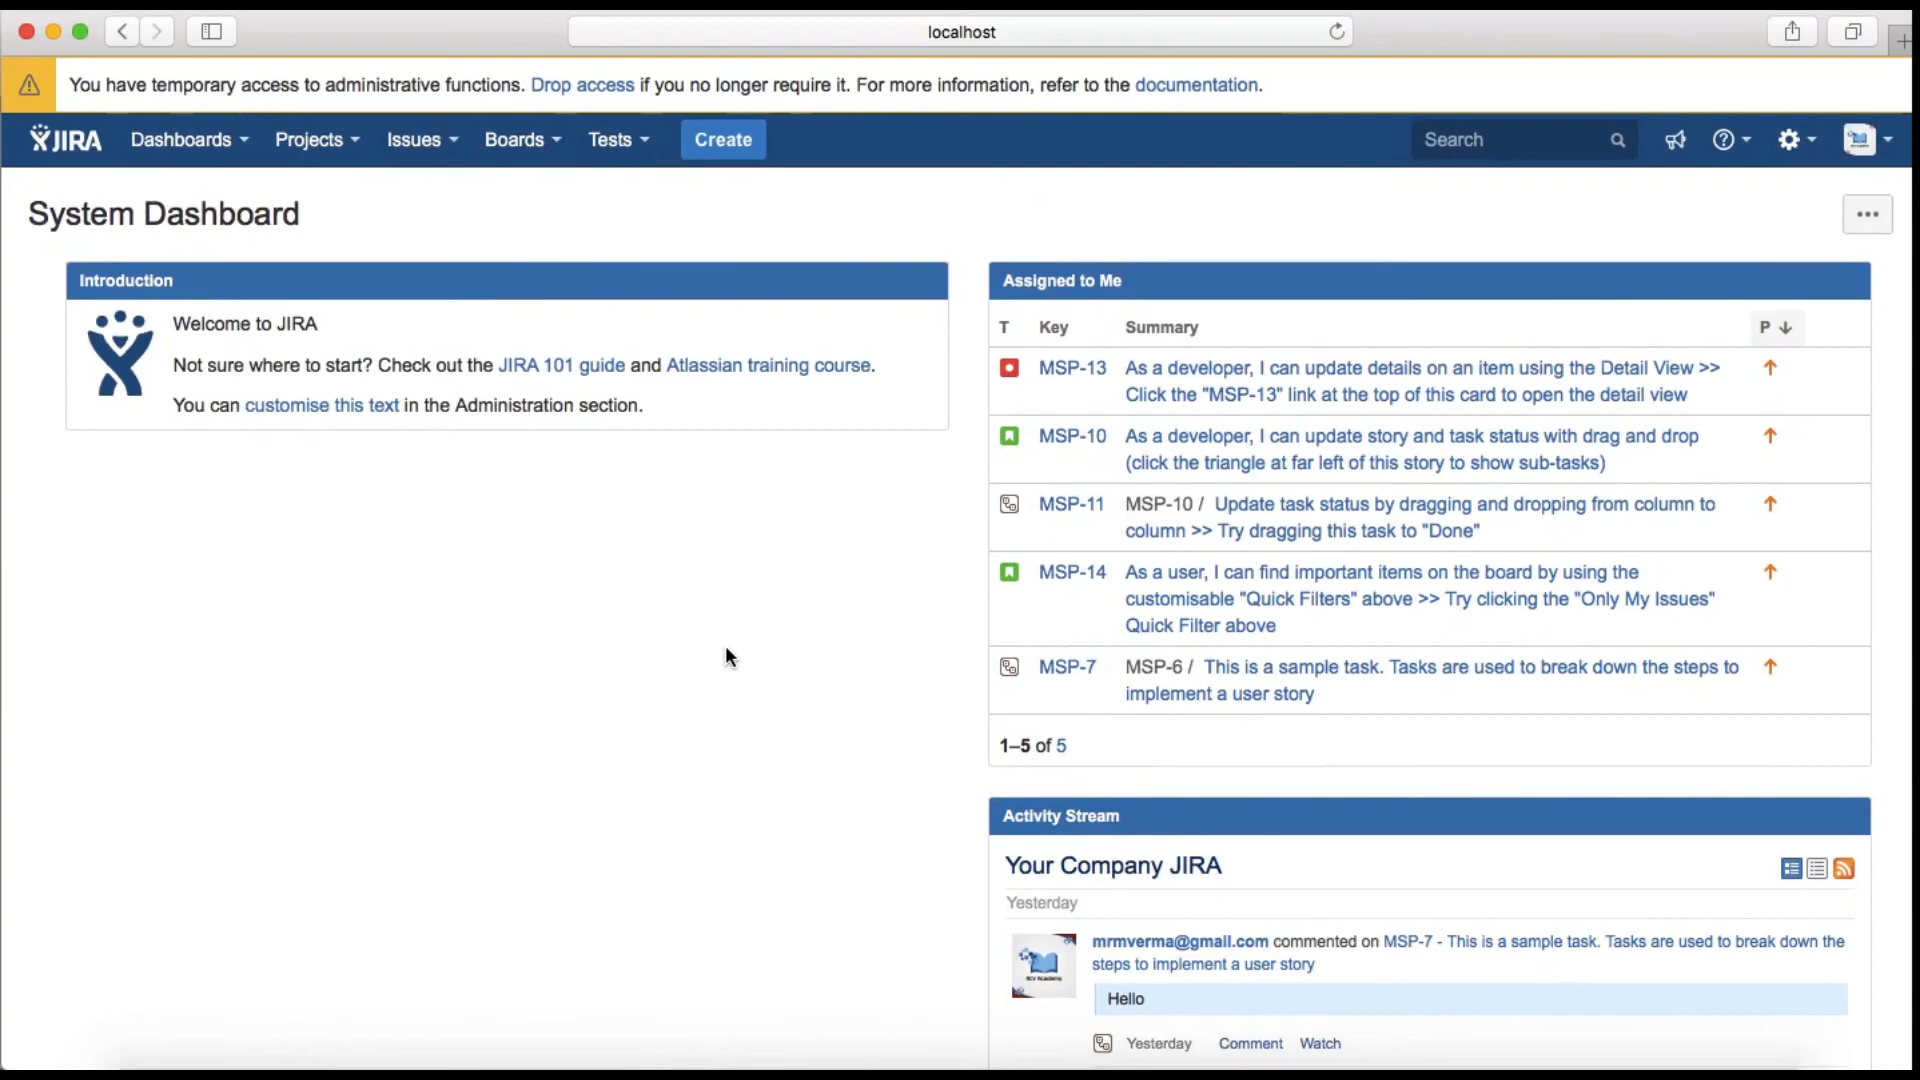 localhost
You have temporary access to administrative functions. Drop access if you no longer require it. For more information, refer to the documentation.
JIRA Dashboards Projects Issues Boards Tests Create Search
System Dashboard
Introduction
Welcome to JIRA
Not sure where to start? Check out the JIRA 101 guide and Atlassian training course.
You can customise this text in the Administration section.
Assigned to Me
T Key Summary P
MSP-13 As a developer, I can update details on an item using the Detail View >>
Click the "MSP-13" link at the top of this card to open the detail view
MSP-10 As a developer, I can update story and task status with drag and drop
(click the triangle at far left of this story to show sub-tasks)
MSP-11 MSP-10 / Update task status by dragging and dropping from column to
column >> Try dragging this task to "Done"
MSP-14 As a user, I can find important items on the board by using the
customisable "Quick Filters" above >> Try clicking the "Only My Issues"
Quick Filter above
MSP-7 MSP-6 / This is a sample task. Tasks are used to break down the steps to
implement a user story
1–5 of 5
Activity Stream
Your Company JIRA
Yesterday
mrmverma@gmail.com commented on MSP-7 - This is a sample task. Tasks are used to break down the
steps to implement a user story
Hello
Yesterday Comment Watch